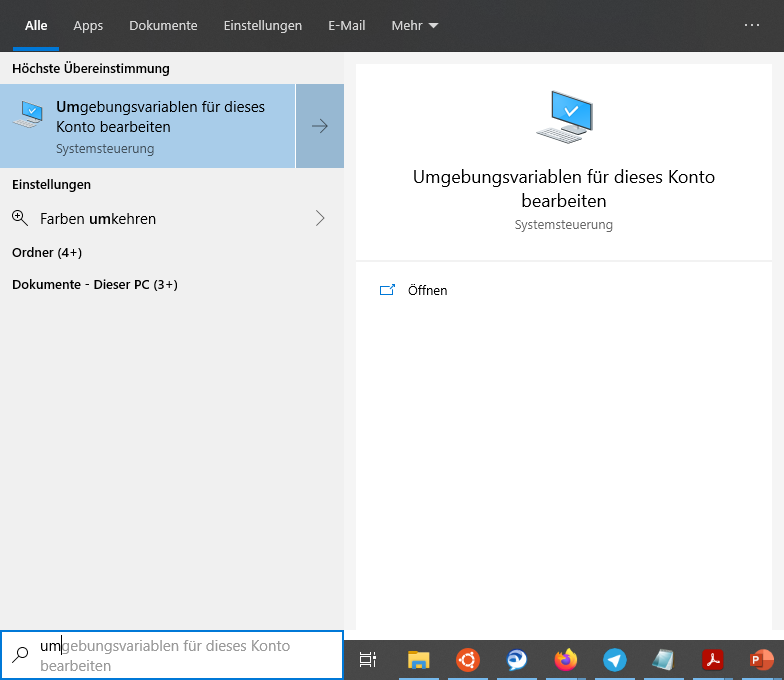 Alle Apps Dokumente Einstellungen E-Mail Mehr ···
Höchste Übereinstimmung
Umgebungsvariablen für dieses
Konto bearbeiten
Systemsteuerung
Einstellungen
Farben umkehren
Ordner (4+)
Dokumente - Dieser PC (3+)
Umgebungsvariablen für dieses Konto
bearbeiten
Systemsteuerung
Öffnen
umgebungsvariablen für dieses Konto
bearbeiten
P